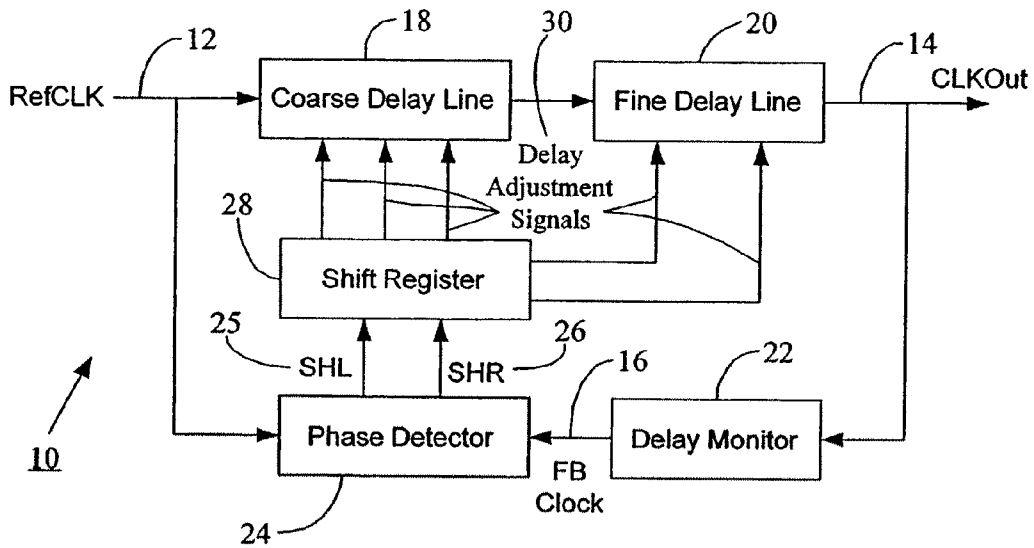 12
18
30
20
14
RefCLK
Coarse Delay Line
Fine Delay Line
CLKOut
Delay
Adjustment
Signals
28
Shift Register
25
SHL
SHR
26
16
22
10
Phase Detector
Delay Monitor
FB
Clock
24